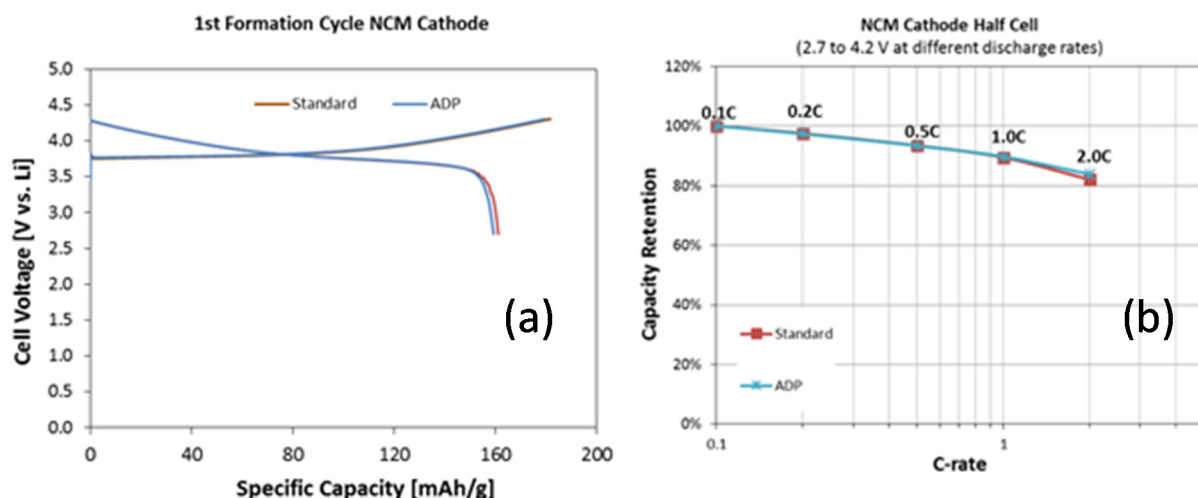 1st Formation Cycle NCM Cathode
5.0
4.5
4.0
3.5
3.0
2.5
2.0
1.5
1.0
0.5
0.0
Cell Voltage [V vs. Li]
Standard ADP
(a)
0 40 80 120 160 200
Specific Capacity [mAh/g]
NCM Cathode Half Cell
(2.7 to 4.2 V at different discharge rates)
120%
100%
80%
60%
40%
20%
0%
Capacity Retention
0.1C 0.2C 0.5C 1.0C 2.0C
Standard
ADP
(b)
0.1 1
C-rate